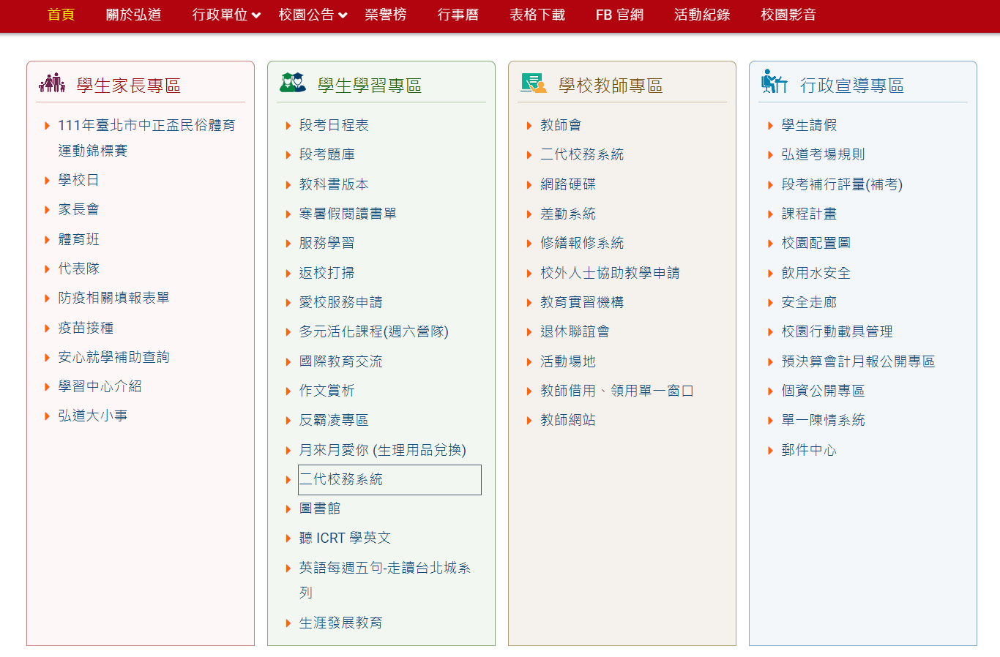 首頁 關於弘道 行政單位 校園公告 榮譽榜 行事曆 表格下載 FB 官網 活動紀錄 校園影音
學生家長專區
111年臺北市中正盃民俗體育
運動錦標賽
學校日
家長會
體育班
代表隊
防疫相關填報表單
疫苗接種
安心就學補助查詢
學習中心介紹
弘道大小事
學生學習專區
段考日程表
段考題庫
教科書版本
寒暑假閱讀書單
服務學習
返校打掃
愛校服務申請
多元活化課程(週六營隊)
國際教育交流
作文賞析
反霸凌專區
月來月愛你 (生理用品兌換)
二代校務系統
圖書館
聽 ICRT 學英文
英語每週五句-走讀台北城系
列
生涯發展教育
學校教師專區
教師會
二代校務系統
網路硬碟
差勤系統
修繕報修系統
校外人士協助教學申請
教育實習機構
退休聯誼會
活動場地
教師借用、領用單一窗口
教師網站
行政宣導專區
學生請假
弘道考場規則
段考補行評量(補考)
課程計畫
校園配置圖
飲用水安全
安全走廊
校園行動載具管理
預決算會計月報公開專區
個資公開專區
單一陳情系統
郵件中心